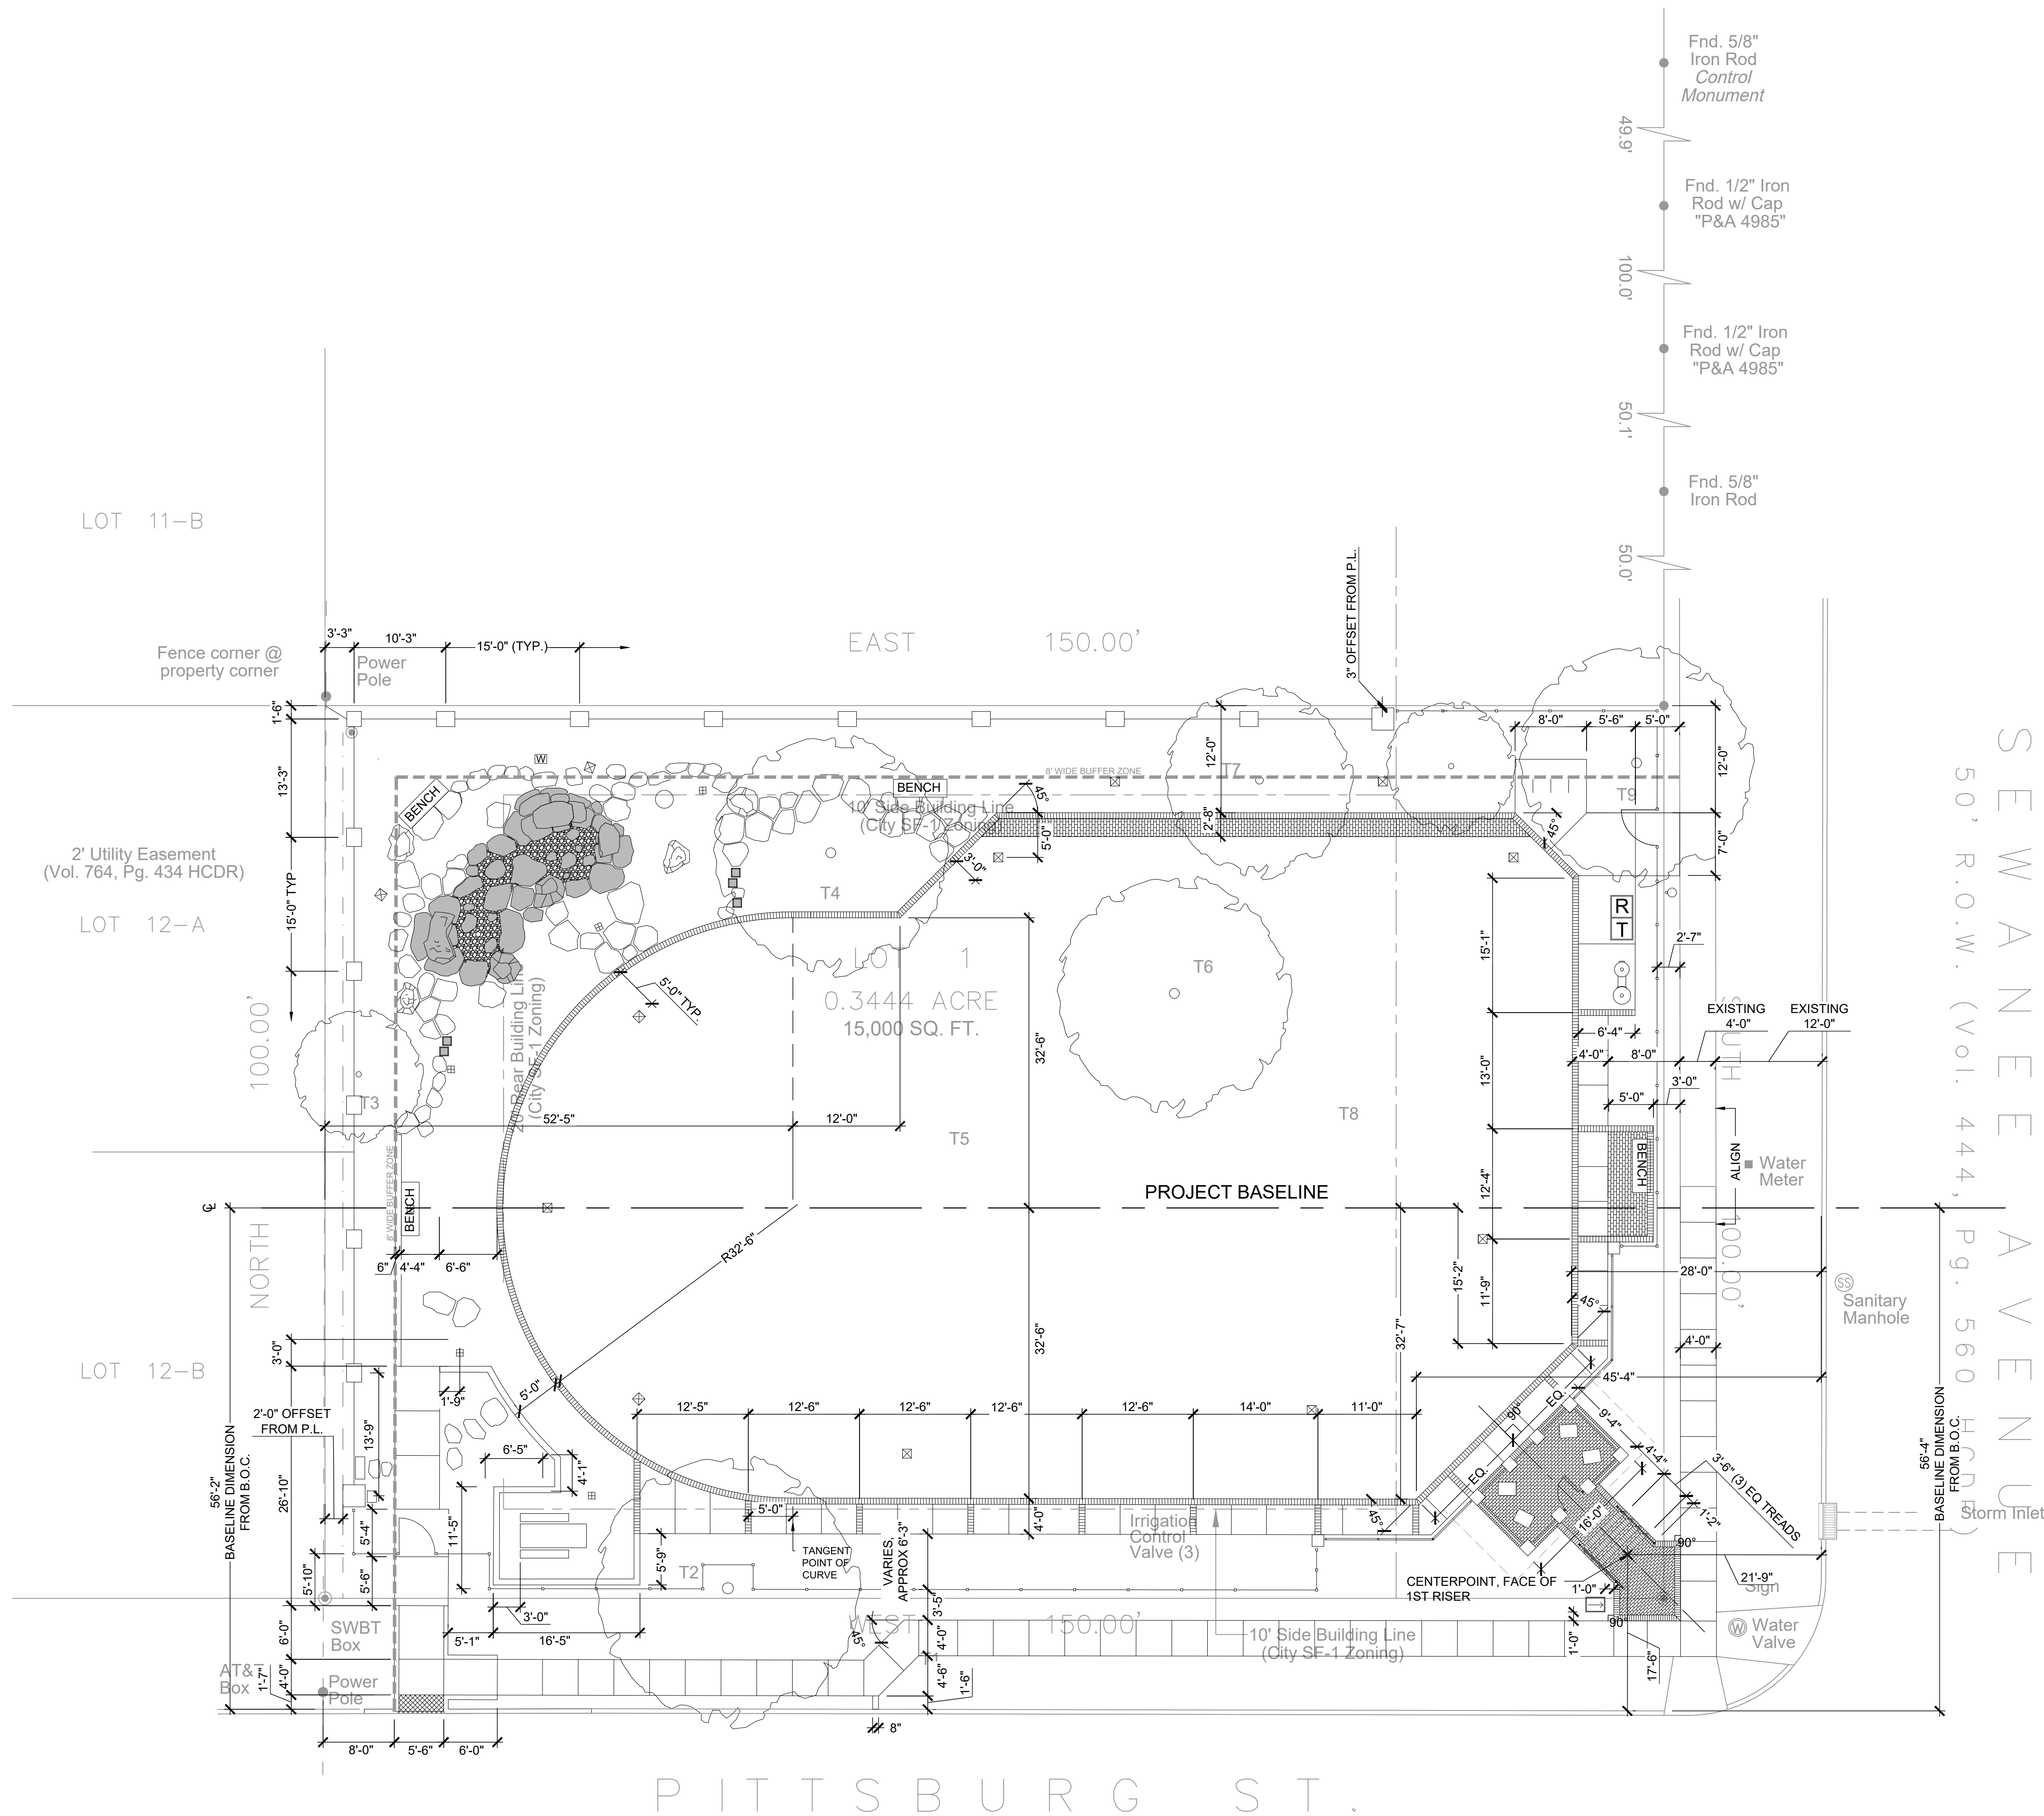 Fnd. 5/8"
Iron Rod
Control
Monument
49.9'
Fnd. 1/2" Iron
Rod w/ Cap
"P&A 4985"
100.0'
Fnd. 1/2" Iron
Rod w/ Cap
"P&A 4985"
50.1'
Fnd. 5/8"
Iron Rod
50.0'
LOT 11-B
3" OFFSET FROM P.L.
EAST 150.00'
3'-3"
10'-3"
15'-0" (TYP.)
Fence corner @
property corner
Power
Pole
1'-6"
13'-3"
15'-0" TYP
8'-0"
5'-6"
5'-0"
12'-0"
12'-0"
W
T7
8' WIDE BUFFER ZONE
BENCH
BENCH
10' Side Building Line
(City SF-1 Zoning)
45°
2'-8"
5'-0"
3'-0"
T9
45°
7'-0"
2' Utility Easement
(Vol. 764, Pg. 434 HCDR)
LOT 12-A
T4
R
T
15'-1"
2'-7"
LOT 1
0.3444 ACRE
15,000 SQ. FT.
T6
5'-0" TYP.
20' Rear Building Line
(City SF-1 Zoning)
100.00'
NORTH
32'-6"
EXISTING
4'-0"
EXISTING
12'-0"
SOUTH 100.00'
6'-4"
4'-0"
8'-0"
13'-0"
3'-0"
5'-0"
T3
52'-5"
12'-0"
T5
T8
8' WIDE BUFFER ZONE
BENCH
BENCH
ALIGN
Water
Meter
12'-4"
PROJECT BASELINE
SEWANEE AVENUE
50' R.O.W. (Vol. 444, Pg. 560 HCDR)
6"
4'-4"
6'-6"
R32'-6"
32'-6"
32'-7"
15'-2"
11'-9"
28'-0"
SS
Sanitary
Manhole
45°
4'-0"
45'-4"
LOT 12-B
3'-0"
56'-2"
BASELINE DIMENSION
FROM B.O.C.
26'-10"
2'-0" OFFSET
FROM P.L.
13'-9"
1'-9"
5'-0"
6'-5"
4'-1"
11'-5"
12'-5"
12'-6"
12'-6"
12'-6"
12'-6"
14'-0"
11'-0"
90°
EQ.
EQ.
9'-4"
4'-4"
3'-6" (3) EQ TREADS
1'-2"
16'-0"
56'-4"
BASELINE DIMENSION
FROM B.O.C.
Storm Inlet
5'-0"
4'-0"
45°
Irrigation
Control
Valve (3)
TANGENT
POINT OF
CURVE
VARIES,
APPROX 6'-3"
5'-4"
5'-6"
5'-10"
5'-9"
T2
90°
21'-9"
Sign
CENTERPOINT, FACE OF
1ST RISER
1'-0"
3'-0"
3'-5"
SWBT
Box
6'-0"
5'-1"
16'-5"
WEST 150.00'
45°
4'-0"
10' Side Building Line
(City SF-1 Zoning)
1'-0"
90°
W
Water
Valve
AT&T
Box
1'-7"
4'-0"
Power
Pole
4'-6"
1'-6"
17'-6"
8"
8'-0"
5'-6"
6'-0"
PITTSBURG ST.